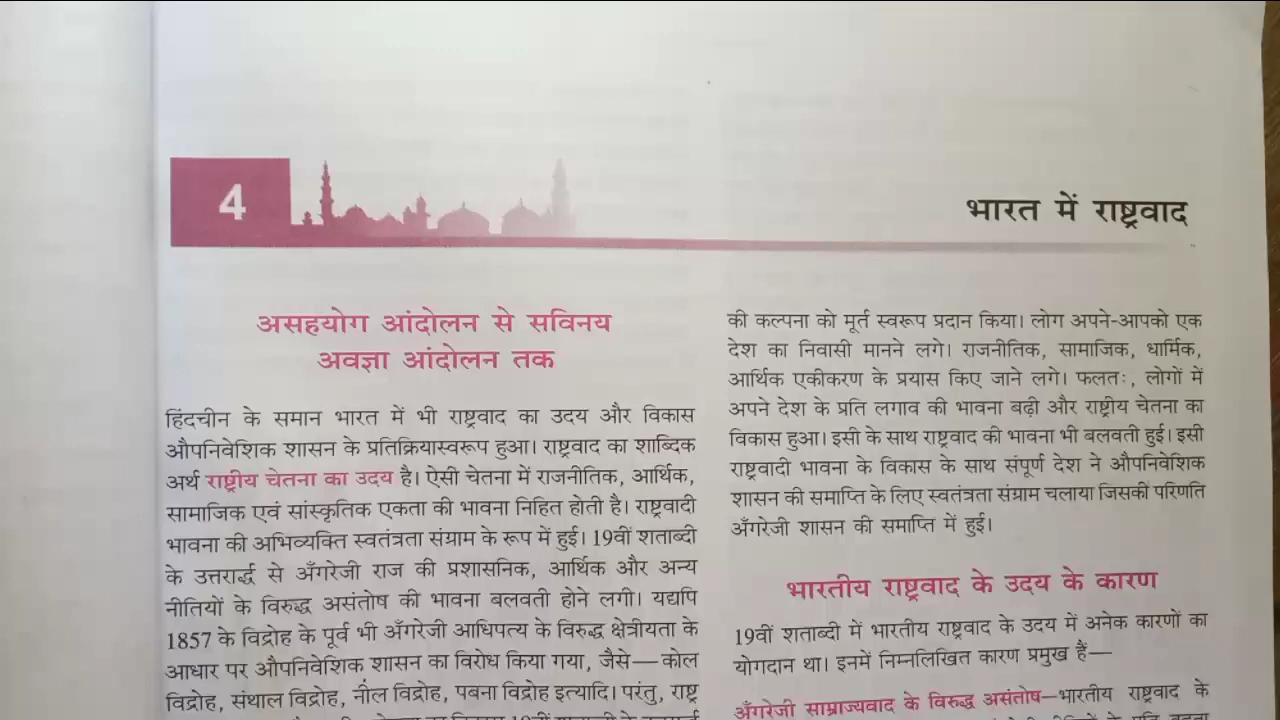 4
भारत में राष्ट्रवाद
असहयोग आंदोलन से सविनय
अवज्ञा आंदोलन तक
हिंदचीन के समान भारत में भी राष्ट्रवाद का उदय और विकास
औपनिवेशिक शासन के प्रतिक्रियास्वरूप हुआ। राष्ट्रवाद का शाब्दिक
अर्थ राष्ट्रीय चेतना का उदय है। ऐसी चेतना में राजनीतिक, आर्थिक,
सामाजिक एवं सांस्कृतिक एकता की भावना निहित होती है। राष्ट्रवादी
भावना की अभिव्यक्ति स्वतंत्रता संग्राम के रूप में हुई। 19वीं शताब्दी
के उत्तरार्द्ध से अँगरेजी राज की प्रशासनिक, आर्थिक और अन्य
नीतियों के विरुद्ध असंतोष की भावना बलवती होने लगी। यद्यपि
1857 के विद्रोह के पूर्व भी अँगरेजी आधिपत्य के विरुद्ध क्षेत्रीयता के
आधार पर औपनिवेशिक शासन का विरोध किया गया, जैसे—कोल
विद्रोह, संथाल विद्रोह, नील विद्रोह, पबना विद्रोह इत्यादि। परंतु, राष्ट्र
की कल्पना को मूर्त स्वरूप प्रदान किया। लोग अपने-आपको एक
देश का निवासी मानने लगे। राजनीतिक, सामाजिक, धार्मिक,
आर्थिक एकीकरण के प्रयास किए जाने लगे। फलतः, लोगों में
अपने देश के प्रति लगाव की भावना बढ़ी और राष्ट्रीय चेतना का
विकास हुआ। इसी के साथ राष्ट्रवाद की भावना भी बलवती हुई। इसी
राष्ट्रवादी भावना के विकास के साथ संपूर्ण देश ने औपनिवेशिक
शासन की समाप्ति के लिए स्वतंत्रता संग्राम चलाया जिसकी परिणति
अँगरेजी शासन की समाप्ति में हुई।
भारतीय राष्ट्रवाद के उदय के कारण
19वीं शताब्दी में भारतीय राष्ट्रवाद के उदय में अनेक कारणों का
योगदान था। इनमें निम्नलिखित कारण प्रमुख हैं—
अँगरेजी साम्राज्यवाद के विरुद्ध असंतोष—भारतीय राष्ट्रवाद के